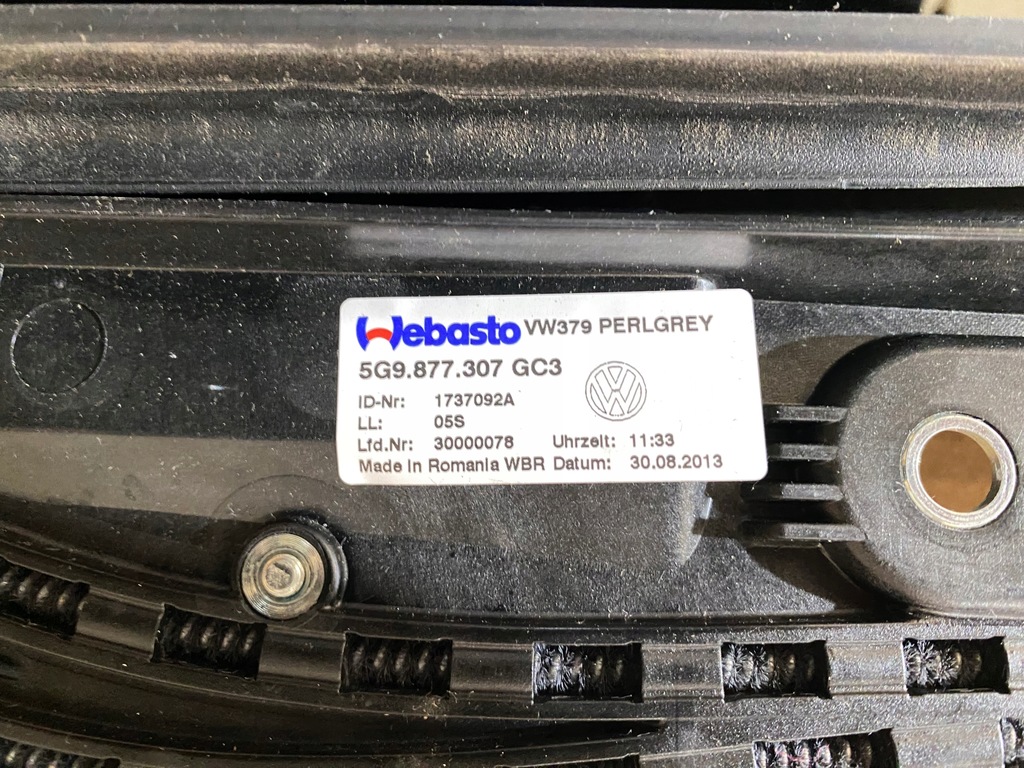 Webasto VW379 PERLGREY
5G9.877.307 GC3
ID-Nr: 1737092A
LL: 05S
Lfd.Nr: 30000078 Uhrzeit: 11:33
Made in Romania WBR Datum: 30.08.2013